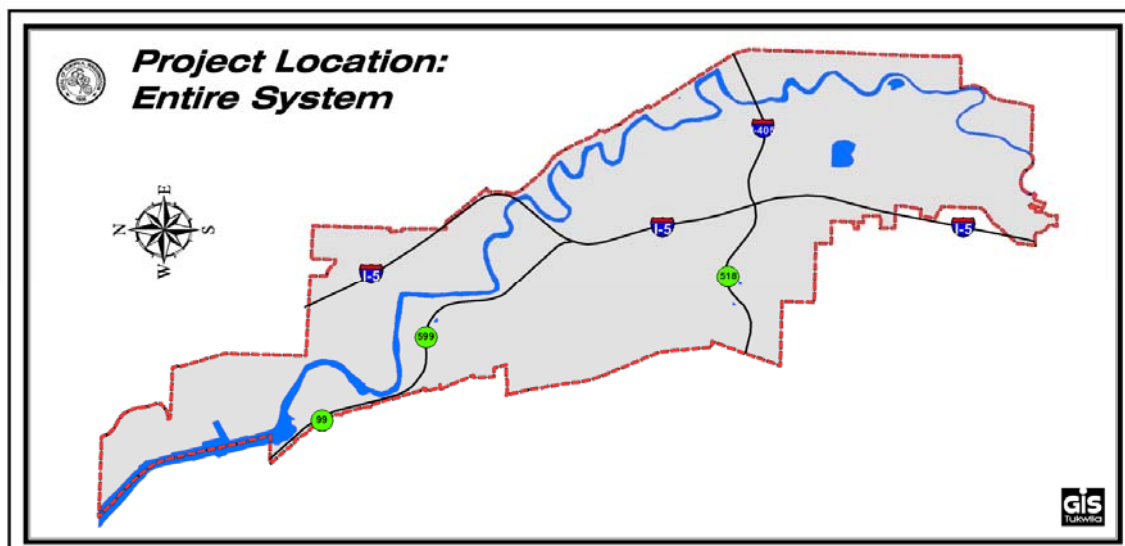 Project Location:
Entire System
I-405
E
N
S
W
I-5
I-5
I-5
518
599
99
GIS
Tukwila